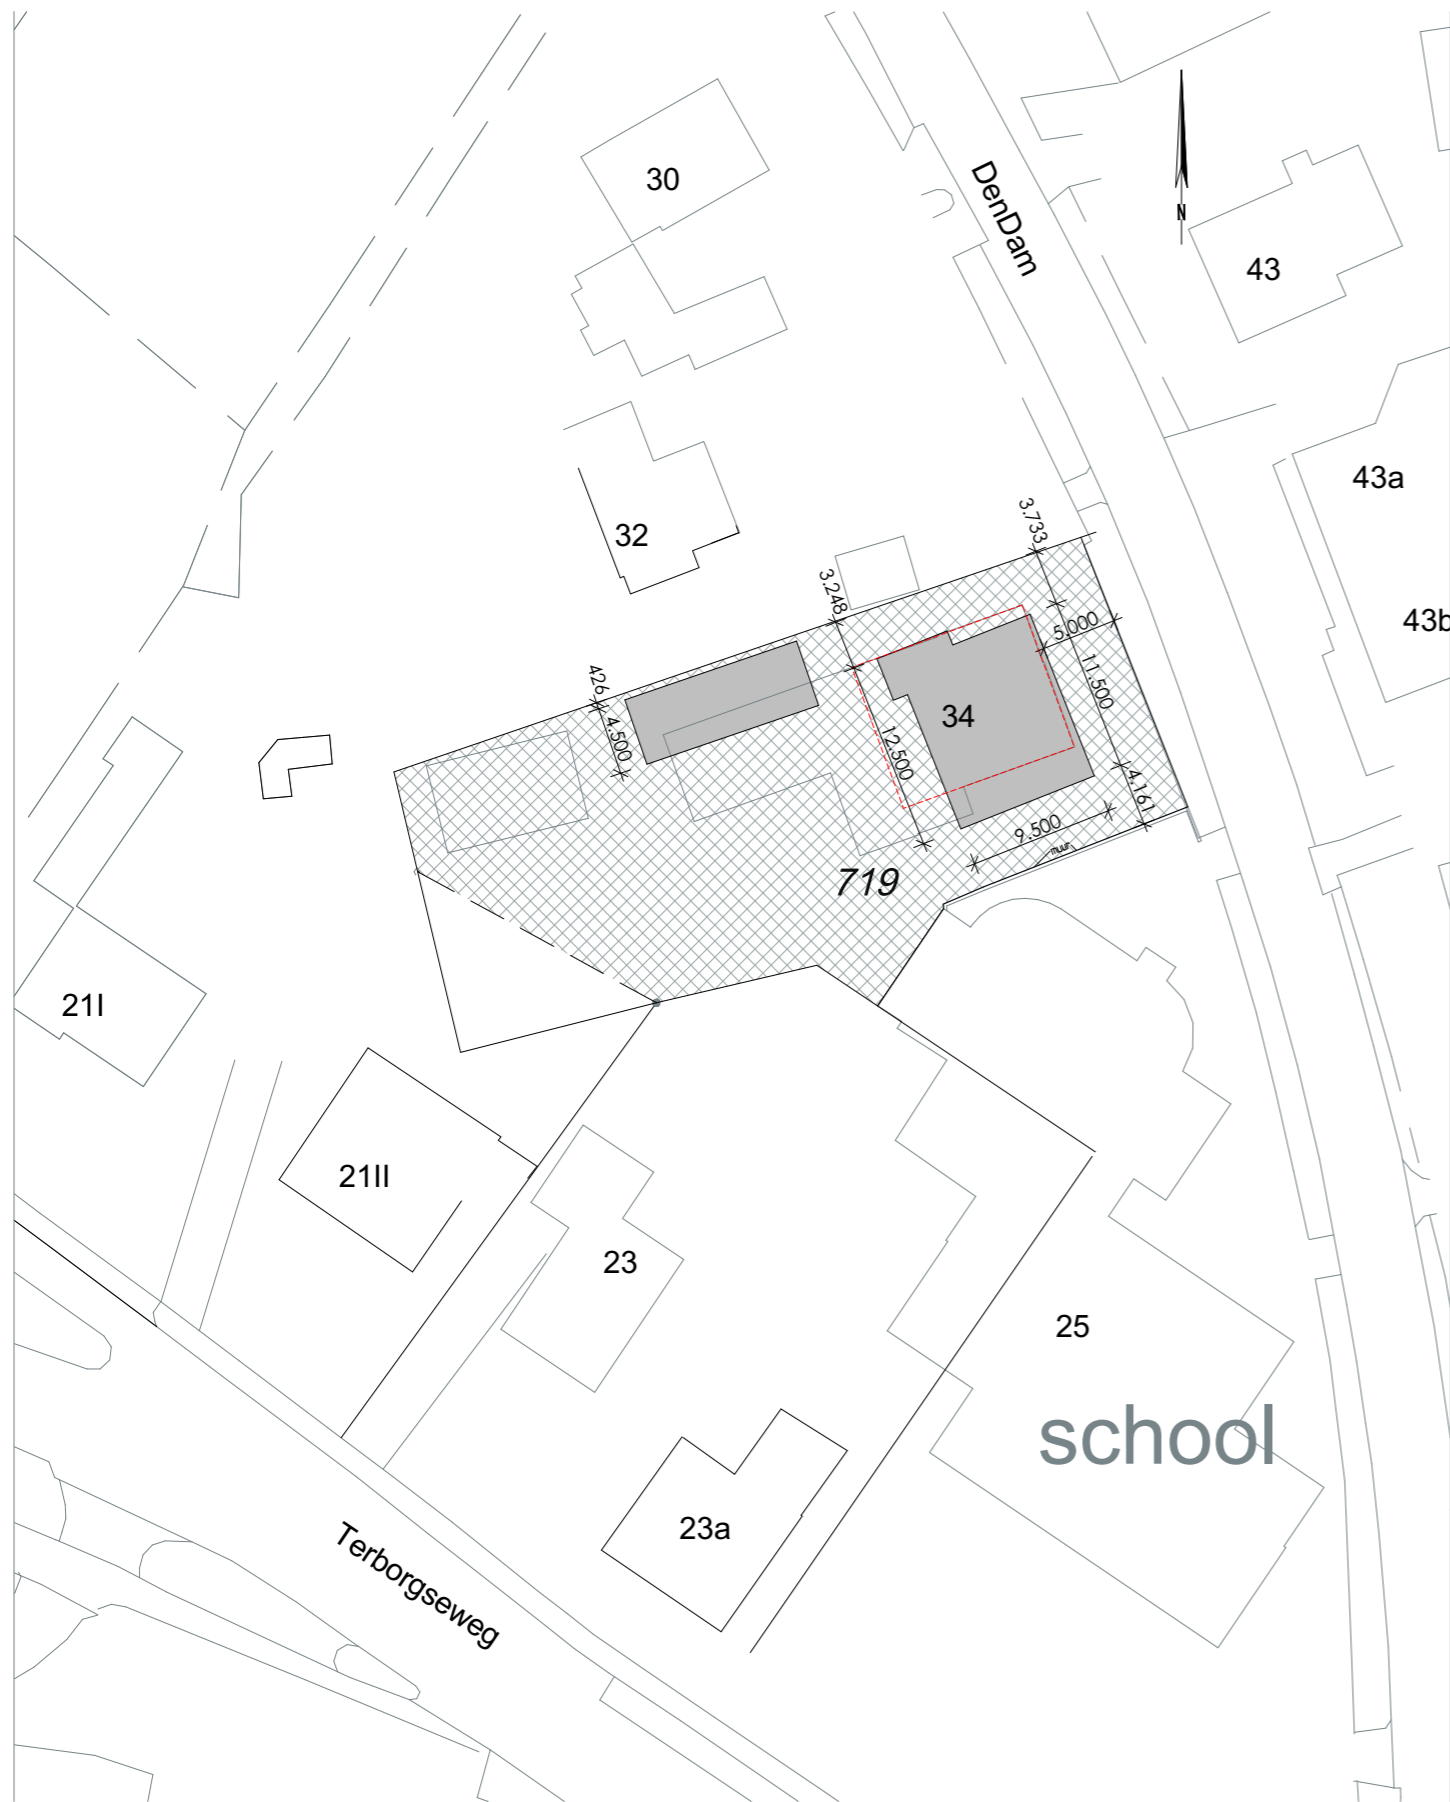 30
DenDam
N
43
43a
32
3.733
43b
3.248
5.000
426
11.500
34
4.500
12.500
4.161
9.500
muur
719
21I
21II
23
25
school
23a
Terborgseweg